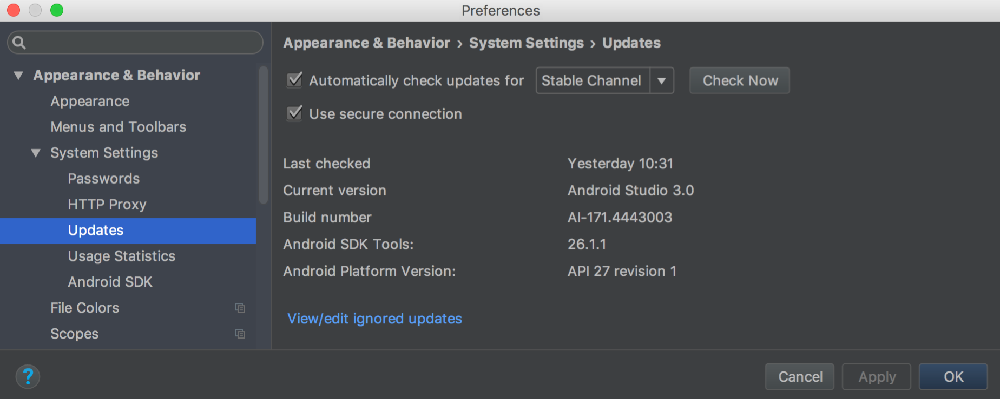 Preferences
Appearance & Behavior
Appearance
Menus and Toolbars
System Settings
Passwords
HTTP Proxy
Updates
Usage Statistics
Android SDK
File Colors
Scopes
Appearance & Behavior › System Settings › Updates
Automatically check updates for Stable Channel Check Now
Use secure connection
Last checked Yesterday 10:31
Current version Android Studio 3.0
Build number AI-171.4443003
Android SDK Tools: 26.1.1
Android Platform Version: API 27 revision 1
View/edit ignored updates
? Cancel Apply OK